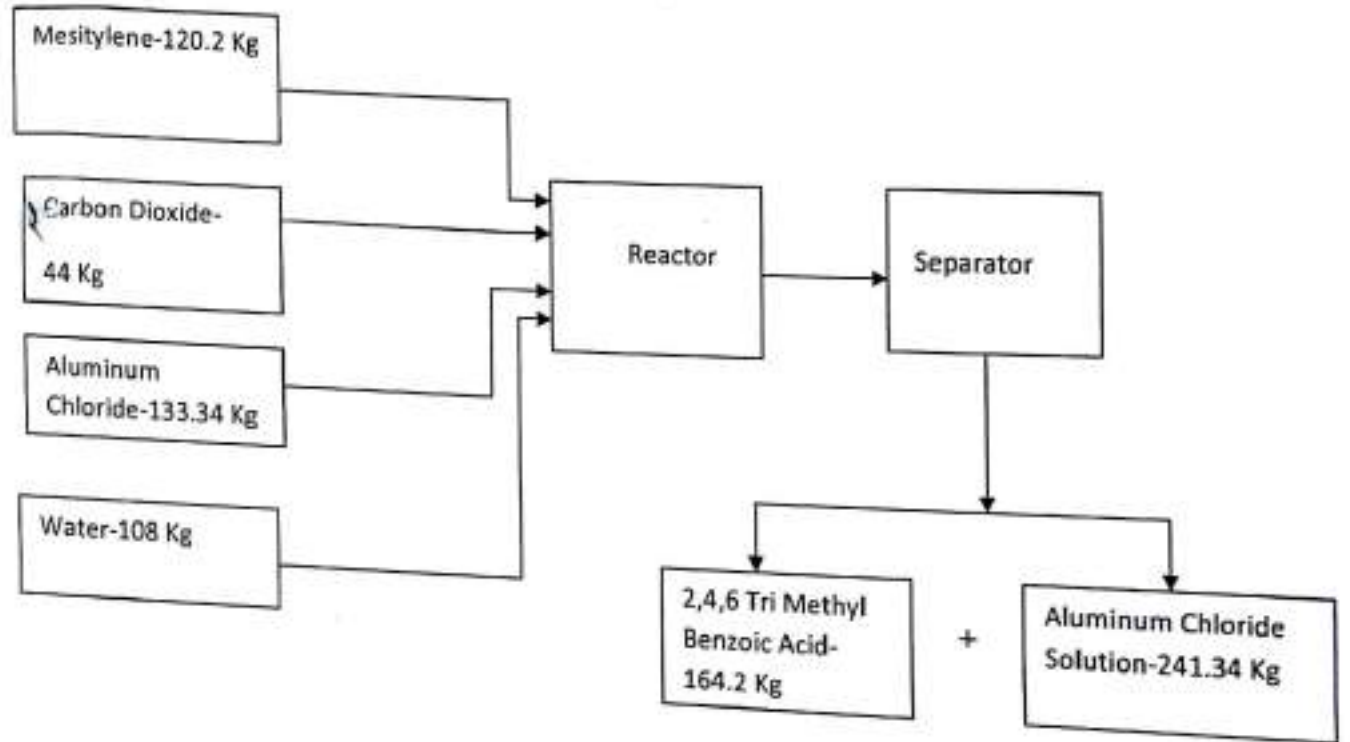 Mesitylene-120.2 Kg
Carbon Dioxide-
44 Kg
Aluminum
Chloride-133.34 Kg
Water-108 Kg
Reactor
Separator
2,4,6 Tri Methyl
Benzoic Acid-
164.2 Kg
+
Aluminum Chloride
Solution-241.34 Kg